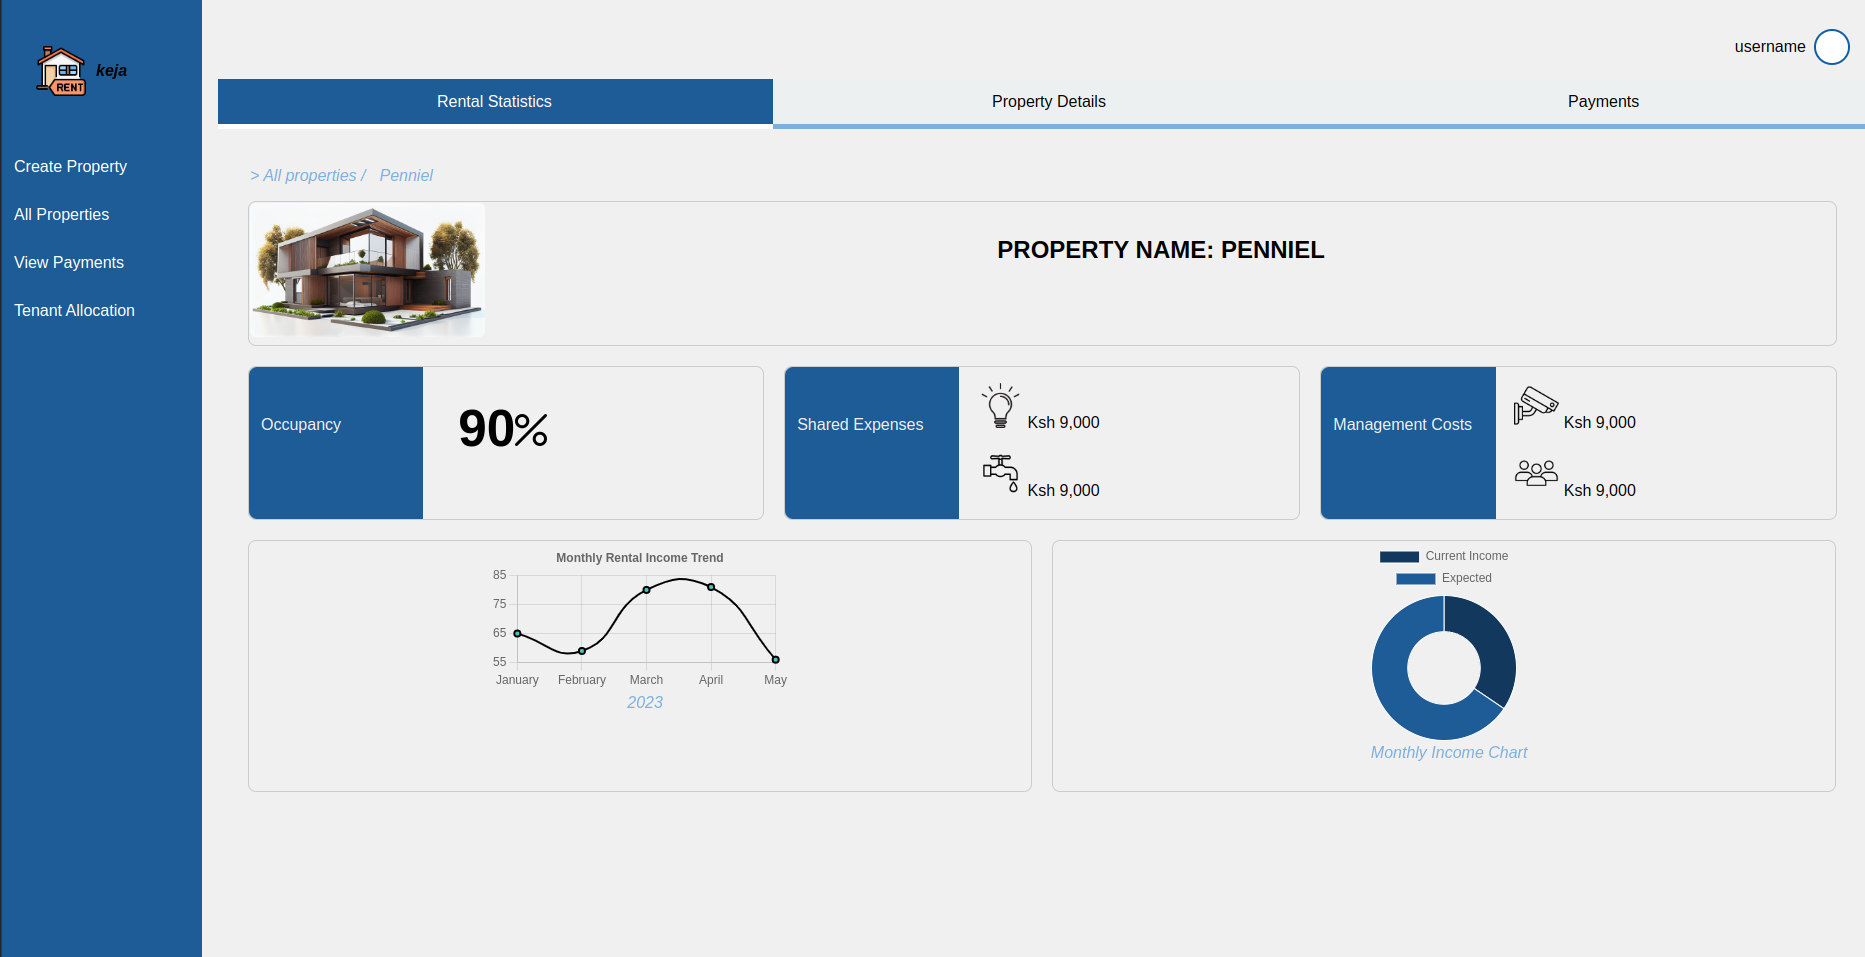 username
RENT
keja
Rental Statistics
Property Details
Payments
Create Property
All Properties
View Payments
Tenant Allocation
> All properties / Penniel
PROPERTY NAME: PENNIEL
Occupancy
90%
Shared Expenses
Ksh 9,000
Ksh 9,000
Management Costs
Ksh 9,000
Ksh 9,000
Monthly Rental Income Trend
85
75
65
55
January February March April May
2023
Current Income
Expected
Monthly Income Chart